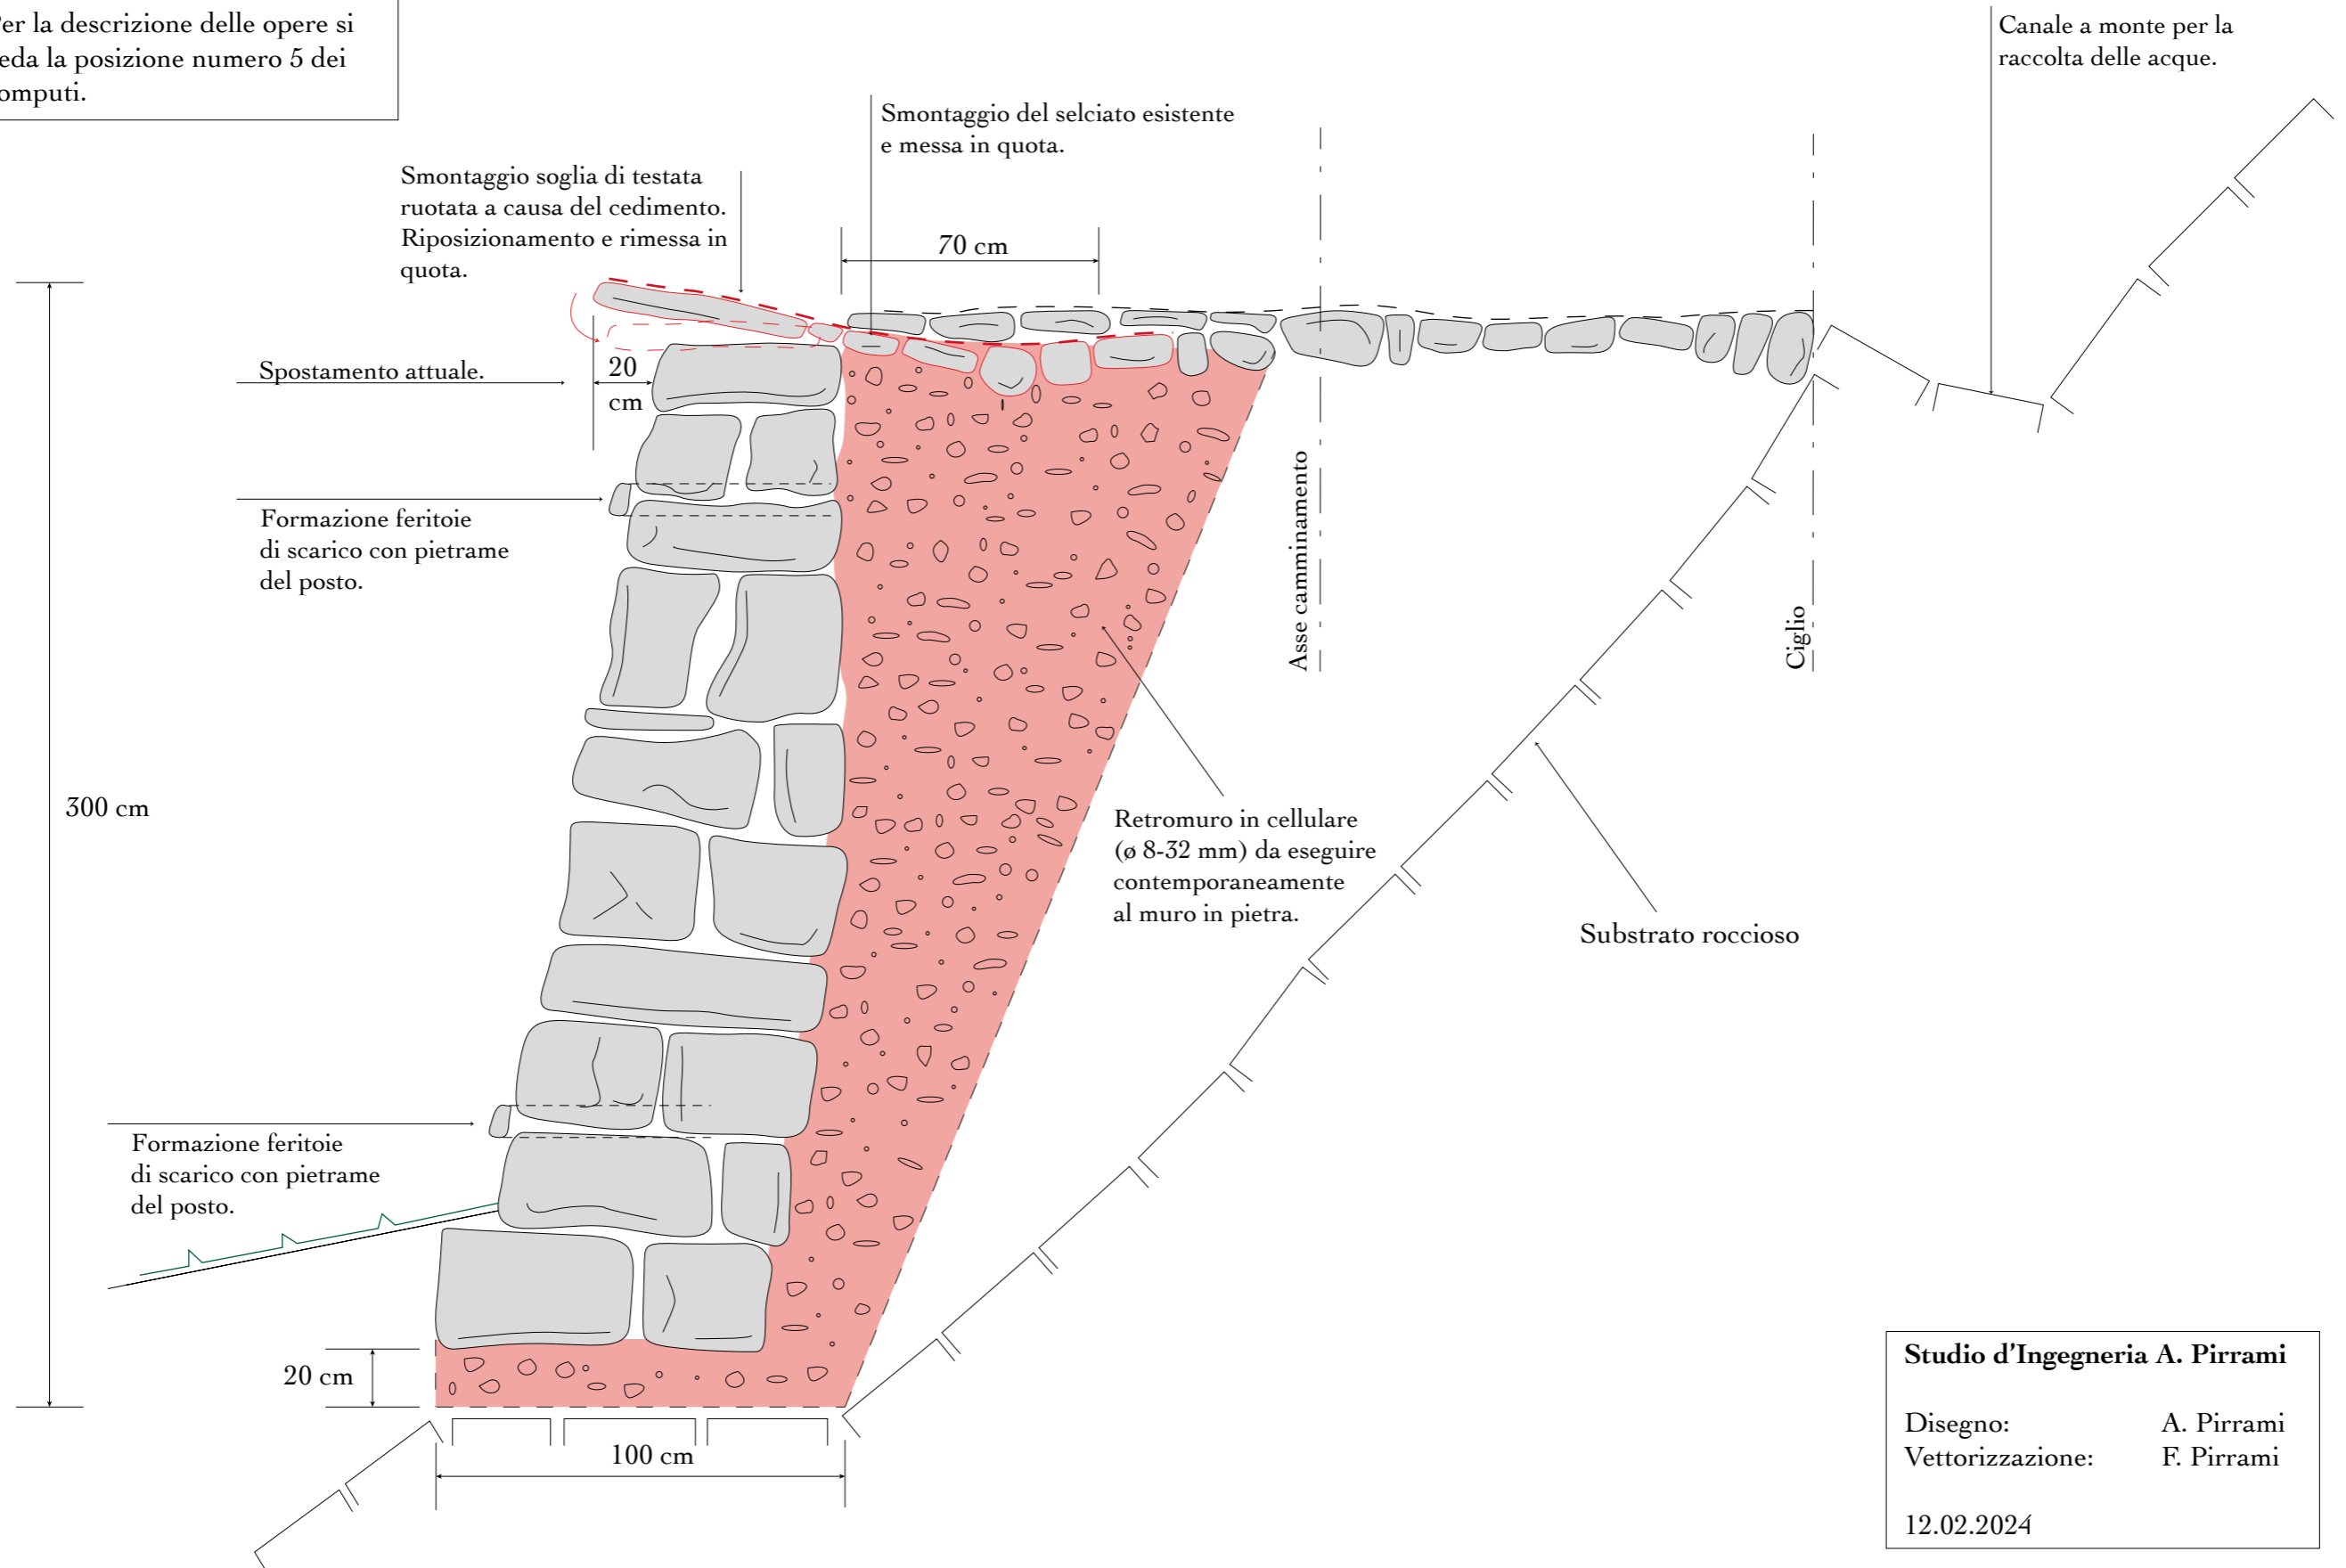 er la descrizione delle opere si
eda la posizione numero 5 dei
omputi.
Canale a monte per la
raccolta delle acque.
Smontaggio del selciato esistente
e messa in quota.
Smontaggio soglia di testata
ruotata a causa del cedimento.
Riposizionamento e rimessa in
quota.
70 cm
Spostamento attuale.
20
cm
Formazione feritoie
di scarico con pietrame
del posto.
Asse camminamento
Ciglio
300 cm
Retromuro in cellulare
(ø 8-32 mm) da eseguire
contemporaneamente
al muro in pietra.
Substrato roccioso
Formazione feritoie
di scarico con pietrame
del posto.
20 cm
100 cm
Studio d'Ingegneria A. Pirrami
Disegno: A. Pirrami
Vettorizzazione: F. Pirrami
12.02.2024